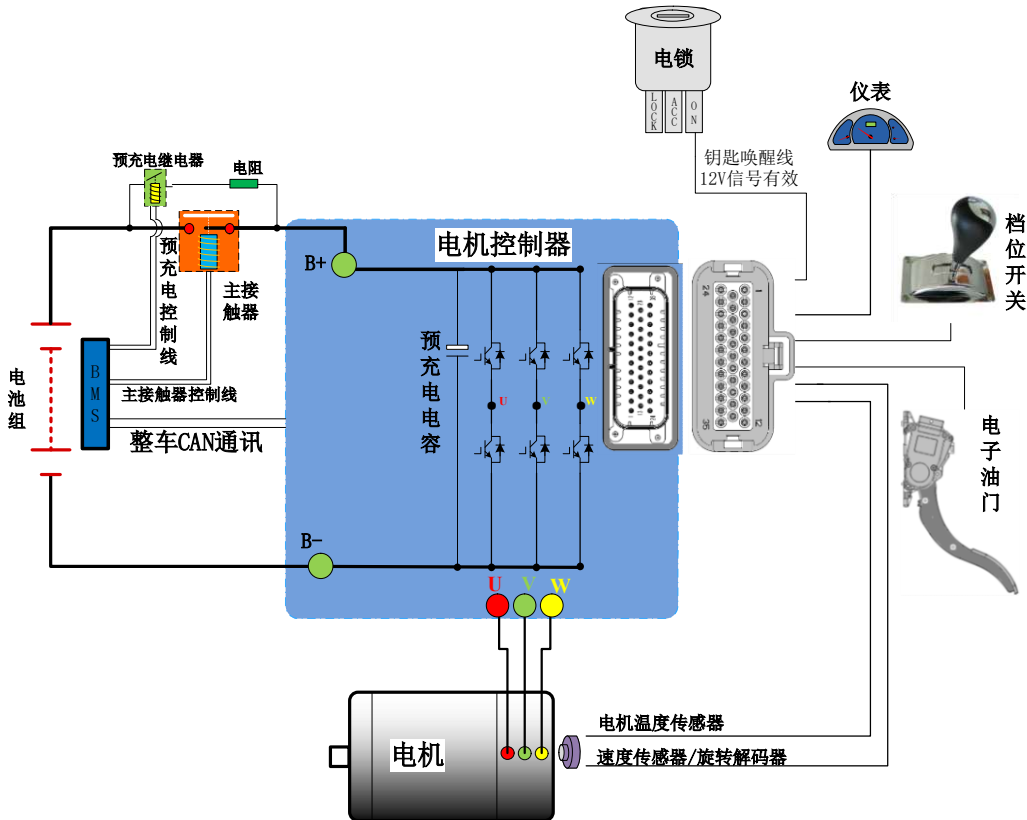 电锁
LOCK
ACC
ON
仪表
钥匙唤醒线
12V信号有效
预充电继电器
电阻
档位开关
预充电控制线
主接
触器
电机控制器
B+
24
1
预充电电容
电池组
BMS
U
V
W
主接触器控制线
整车CAN通讯
35
12
电子油门
B-
U
V
W
电机温度传感器
电机
速度传感器/旋转解码器